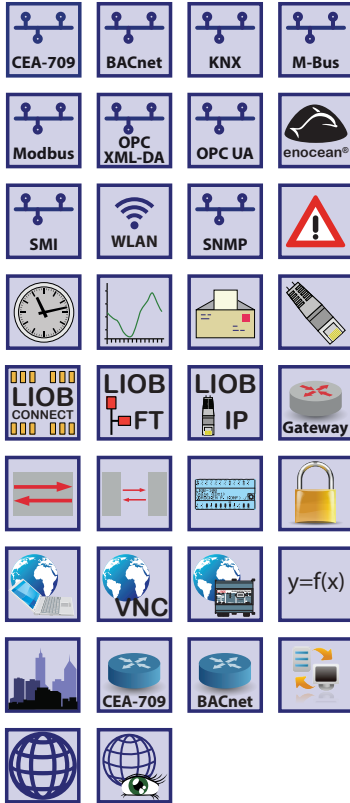 CEA-709
BACnet
KNX
M-Bus
Modbus
OPC
XML-DA
OPC UA
enocean®
SMI
WLAN
SNMP
LIOB
CONNECT
LIOB
FT
LIOB
IP
Gateway
VNC
y=f(x)
CEA-709
BACnet